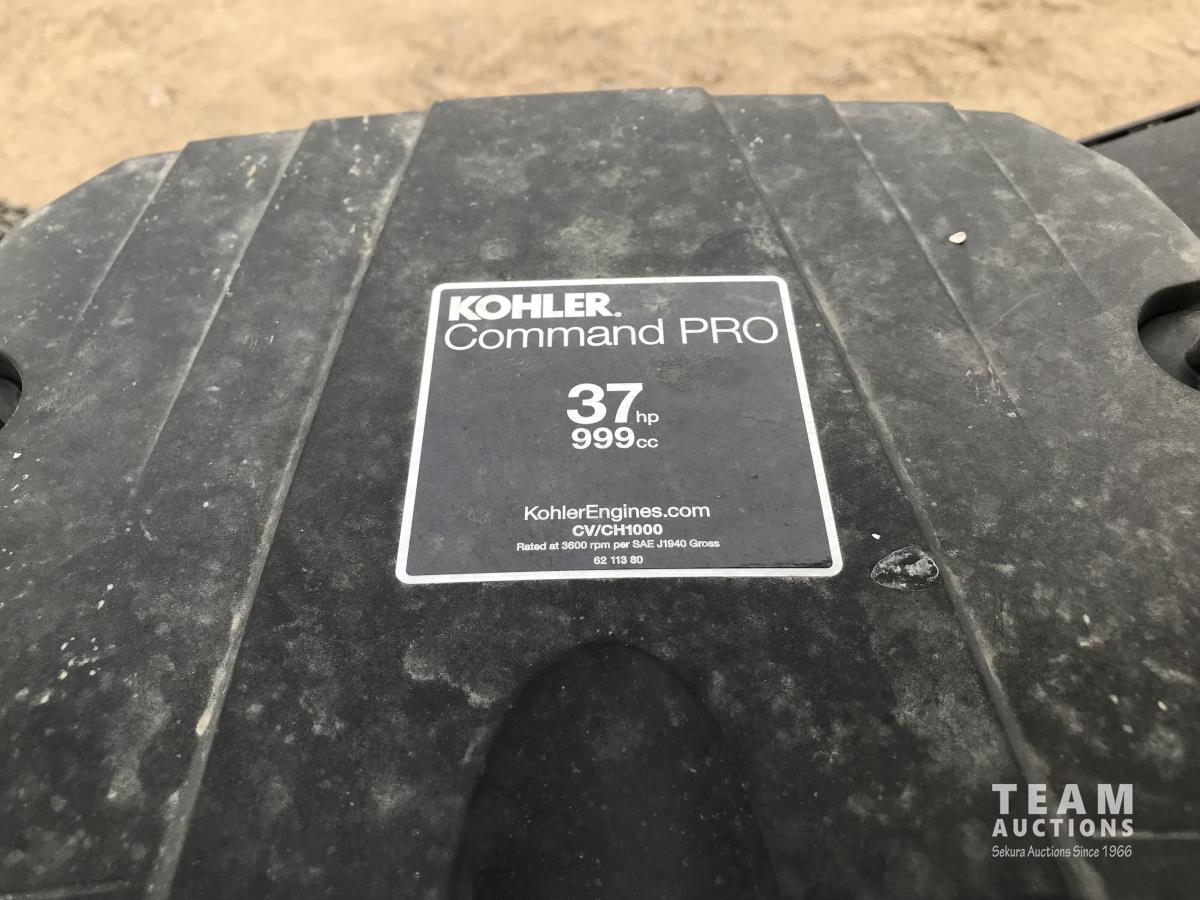 KOHLER.
Command PRO
37hp
999cc
KohlerEngines.com
CV/CH1000
Rated at 3600 rpm per SAE J1940 Gross
62 113 80
TEAM
AUCTIONS
Sekura Auctions Since 1966